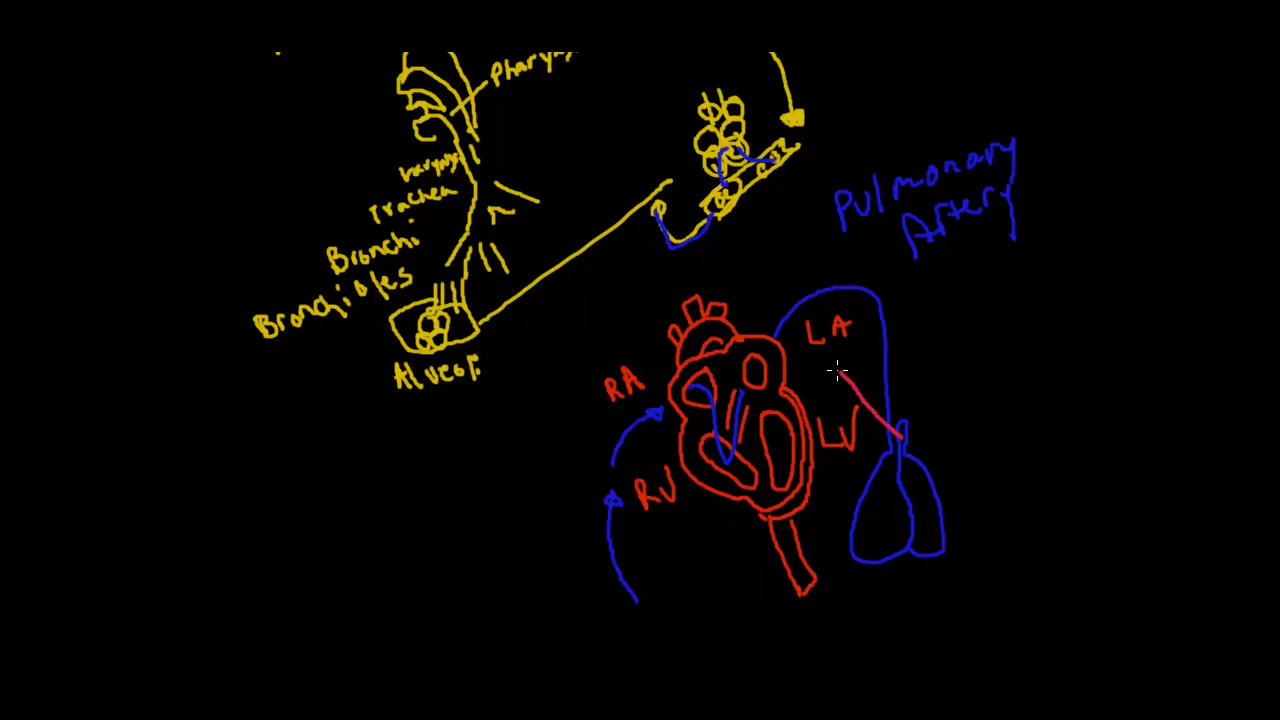 Pharyn
Larynx
Trachea
Bronchi
Bronchioles
Alveoli
Pulmonary
Artery
LA
RA
LV
RV